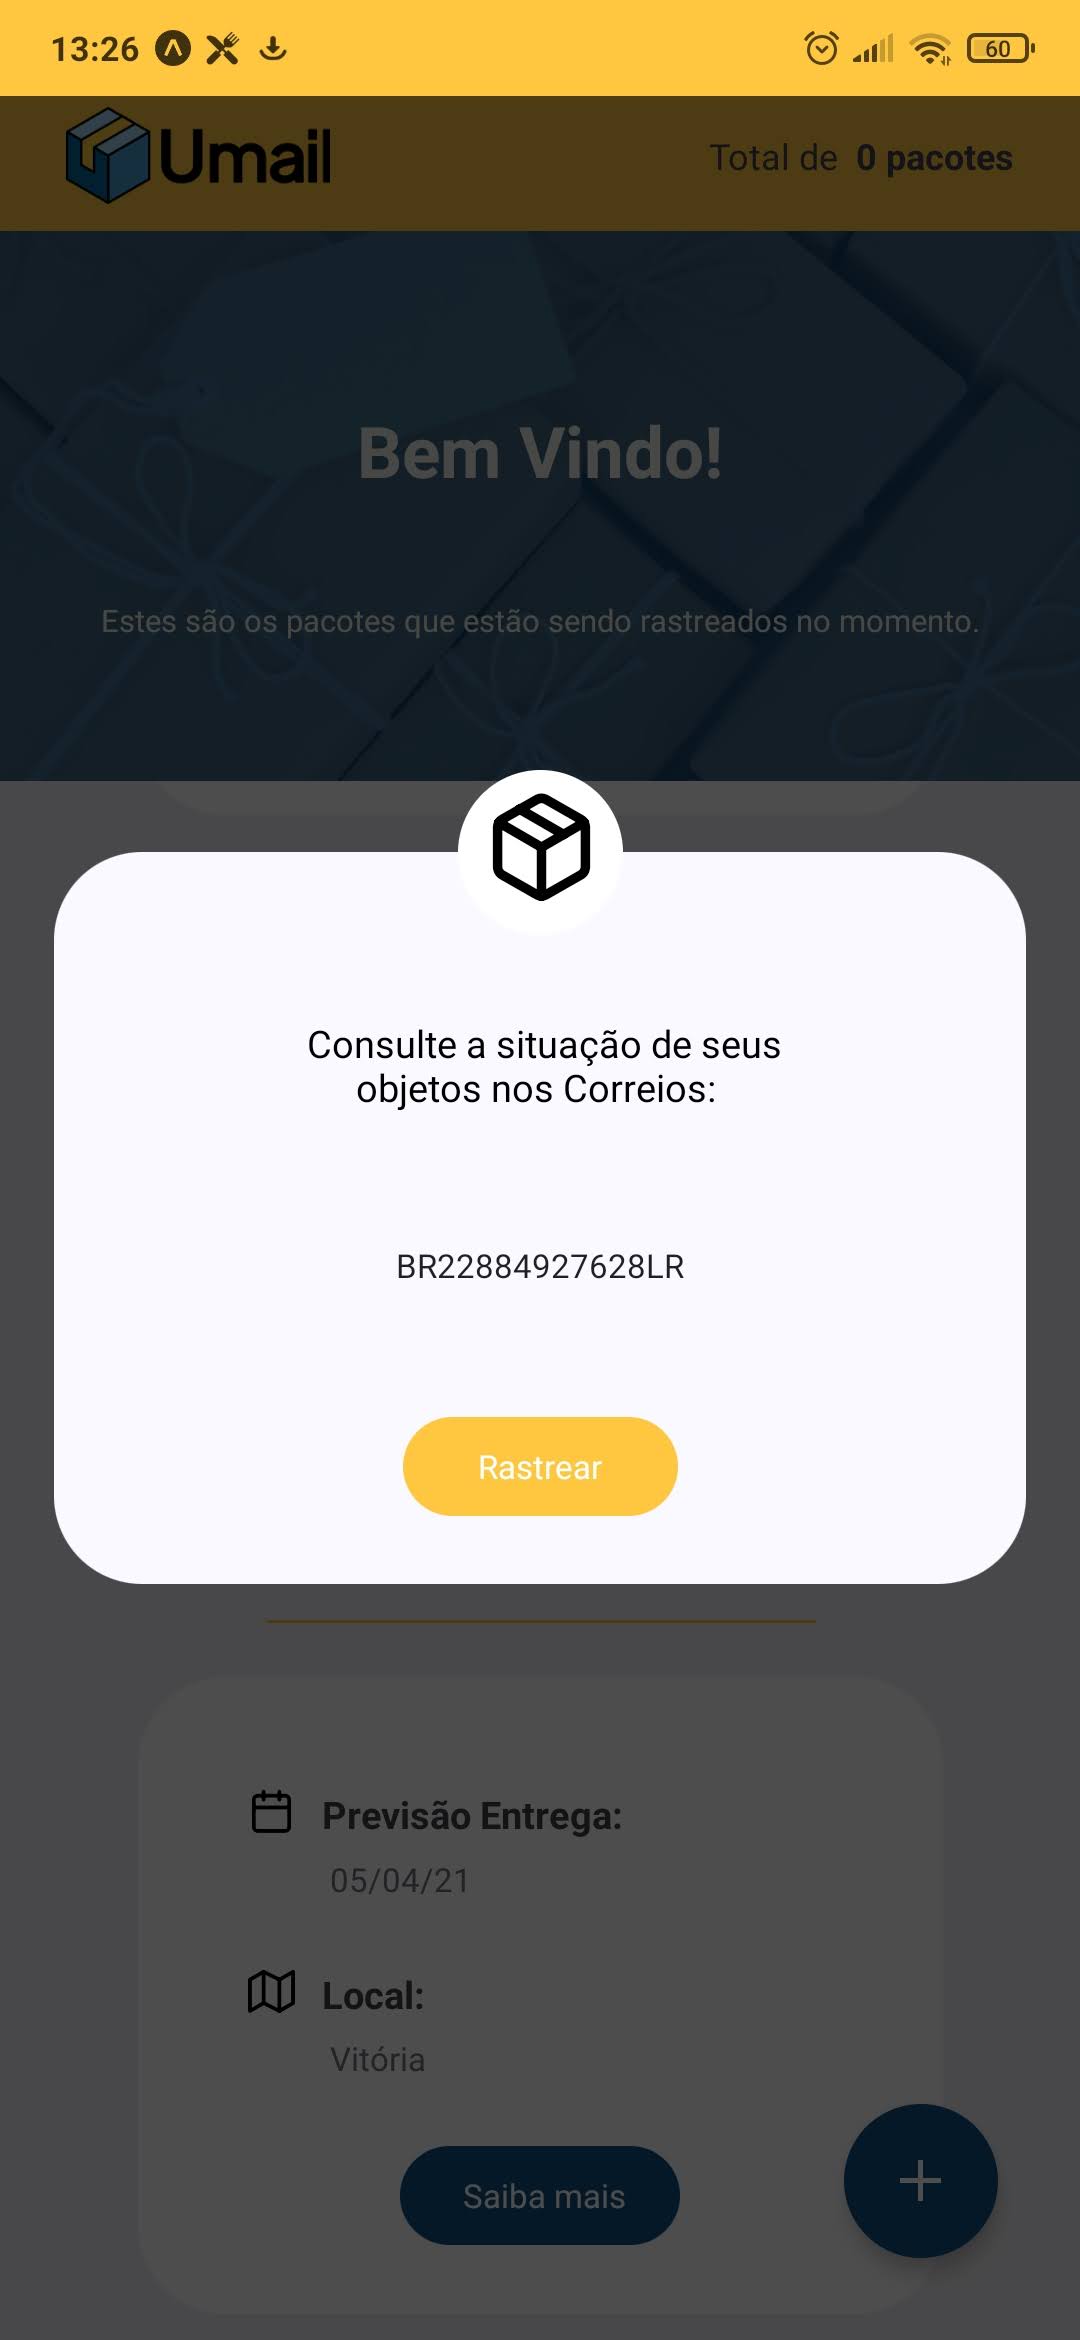 13:26
60
Umail
Total de 0 pacotes
Bem Vindo!
Estes são os pacotes que estão sendo rastreados no momento.
Consulte a situação de seus
objetos nos Correios:
BR22884927628LR
Rastrear
Previsão Entrega:
05/04/21
Local:
Vitória
Saiba mais